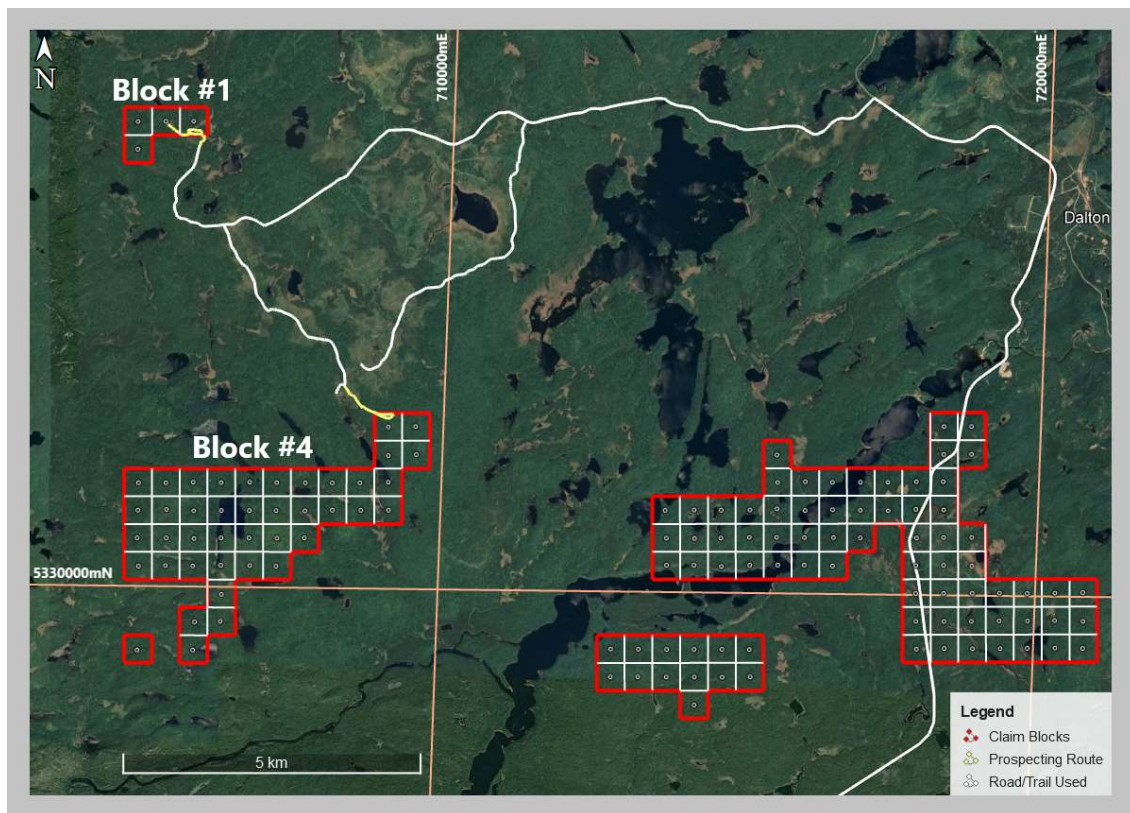 N
Block #1
710000mE
720000mE
Dalton
Block #4
5330000mN
5 km
Legend
Claim Blocks
Prospecting Route
Road/Trail Used